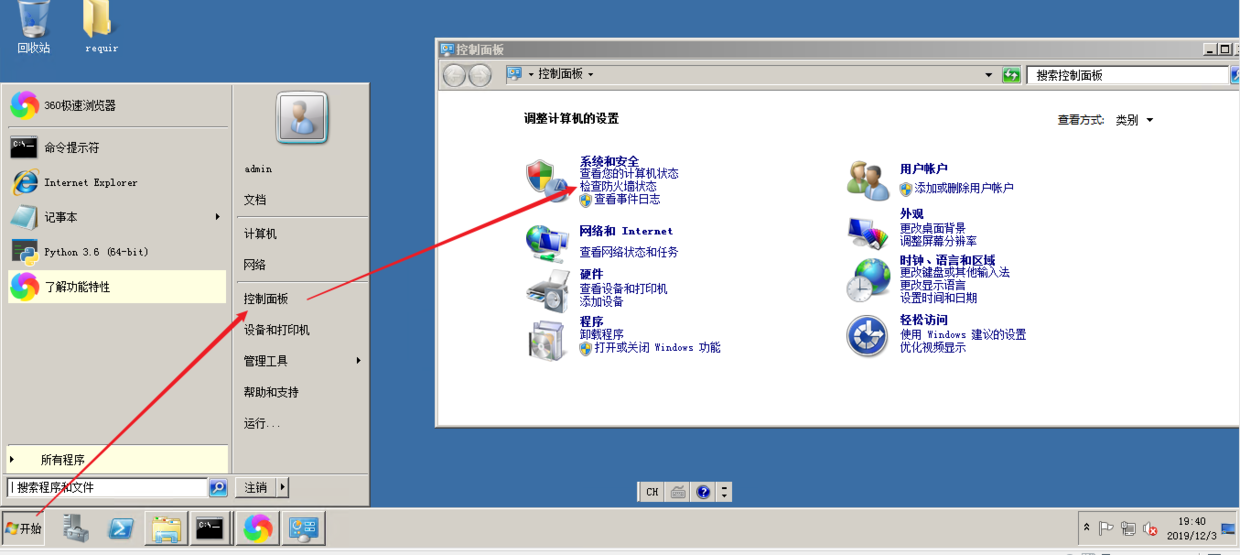 回收站
requir
360极速浏览器
命令提示符
Internet Explorer
记事本
Python 3.6 (64-bit)
了解功能特性
所有程序
搜索程序和文件
admin
文档
计算机
网络
控制面板
设备和打印机
管理工具
帮助和支持
运行...
注销
控制面板
控制面板
搜索控制面板
调整计算机的设置
查看方式: 类别
系统和安全
查看您的计算机状态
检查防火墙状态
查看事件日志
网络和 Internet
查看网络状态和任务
硬件
查看设备和打印机
添加设备
程序
卸载程序
打开或关闭 Windows 功能
用户帐户
添加或删除用户帐户
外观
更改桌面背景
调整屏幕分辨率
时钟、语言和区域
更改键盘或其他输入法
更改显示语言
设置时间和日期
轻松访问
使用 Windows 建议的设置
优化视频显示
CH
开始
19:40
2019/12/3